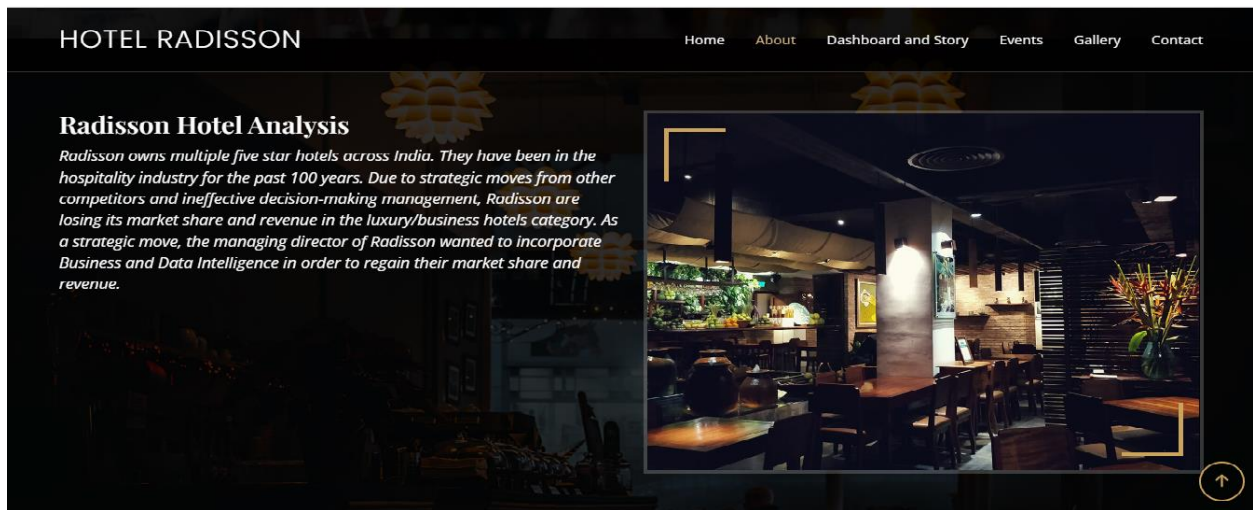 HOTEL RADISSON
Home About Dashboard and Story Events Gallery Contact
Radisson Hotel Analysis
Radisson owns multiple five star hotels across India. They have been in the
hospitality industry for the past 100 years. Due to strategic moves from other
competitors and ineffective decision-making management, Radisson are
losing its market share and revenue in the luxury/business hotels category. As
a strategic move, the managing director of Radisson wanted to incorporate
Business and Data Intelligence in order to regain their market share and
revenue.